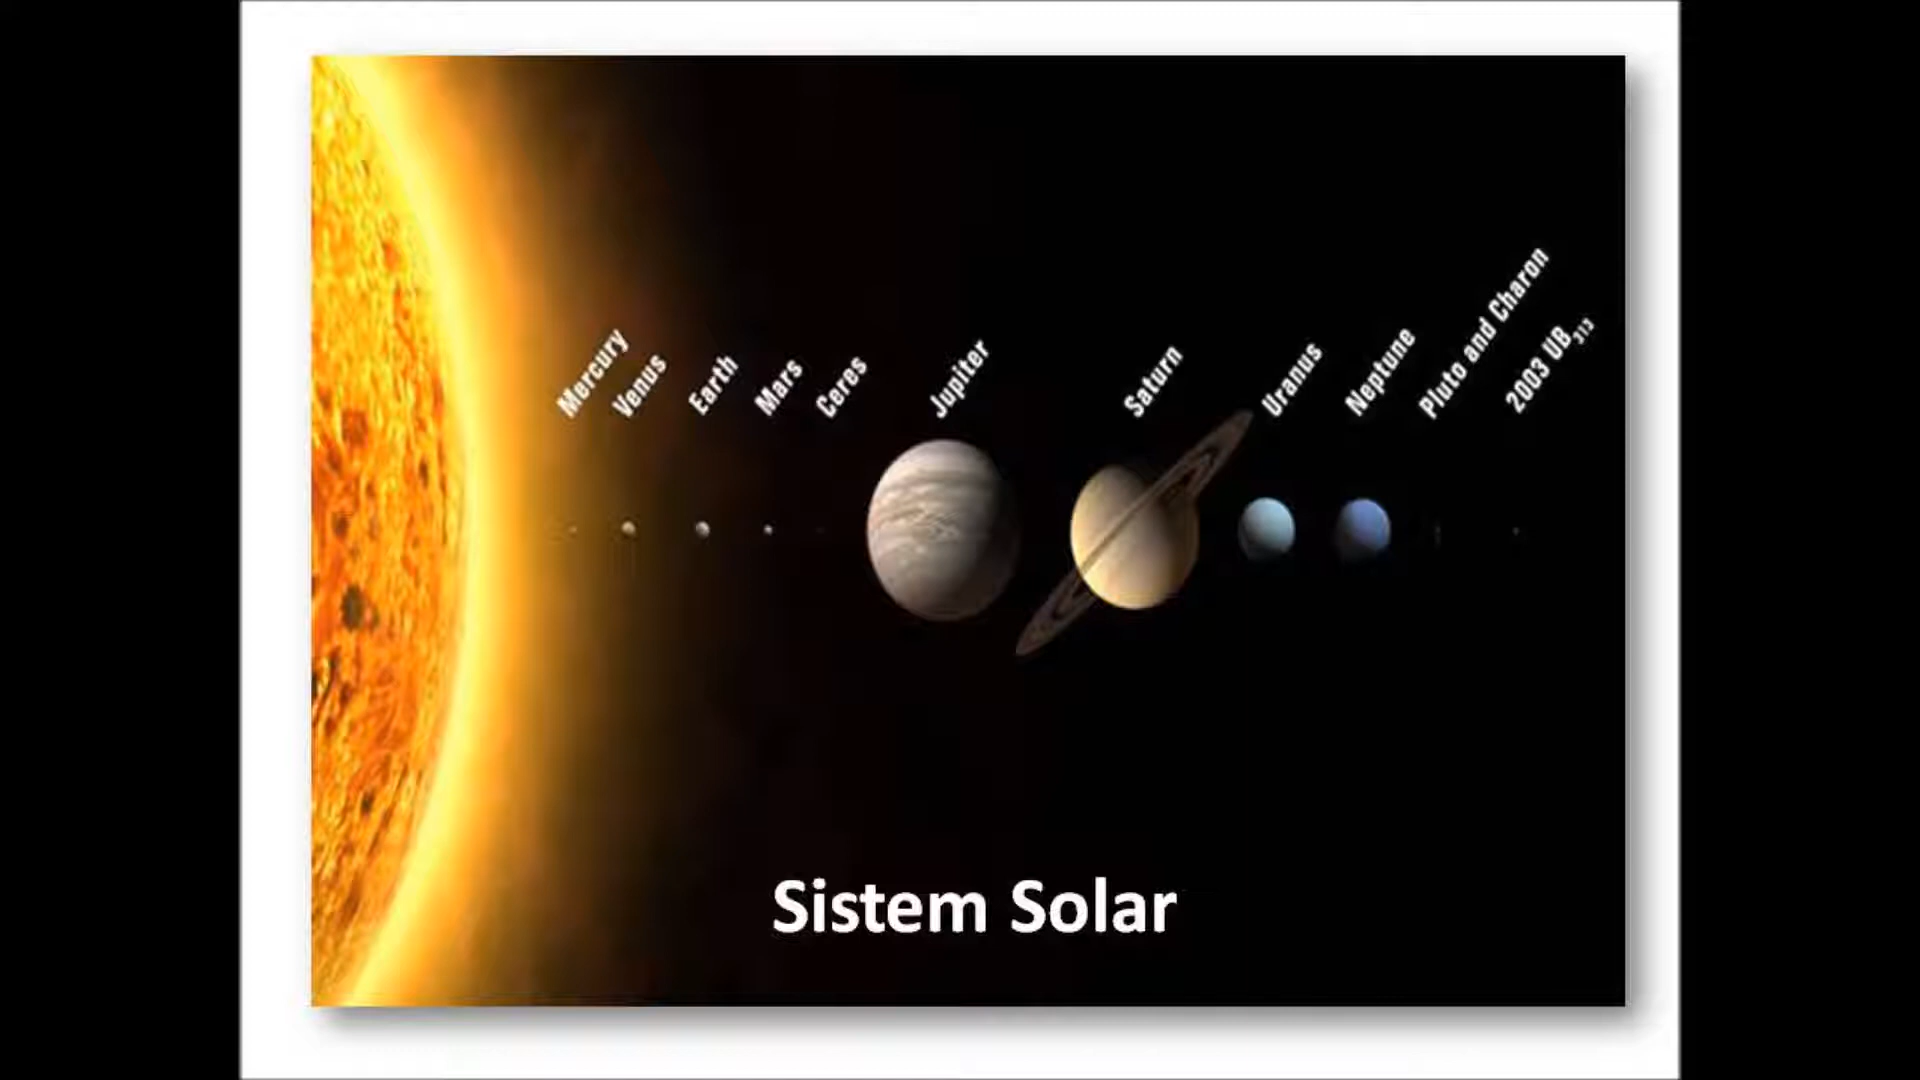 Mercury
Venus
Earth
Mars
Ceres
Jupiter
Saturn
Uranus
Neptune
Pluto and Charon
2003 UB313
Sistem Solar